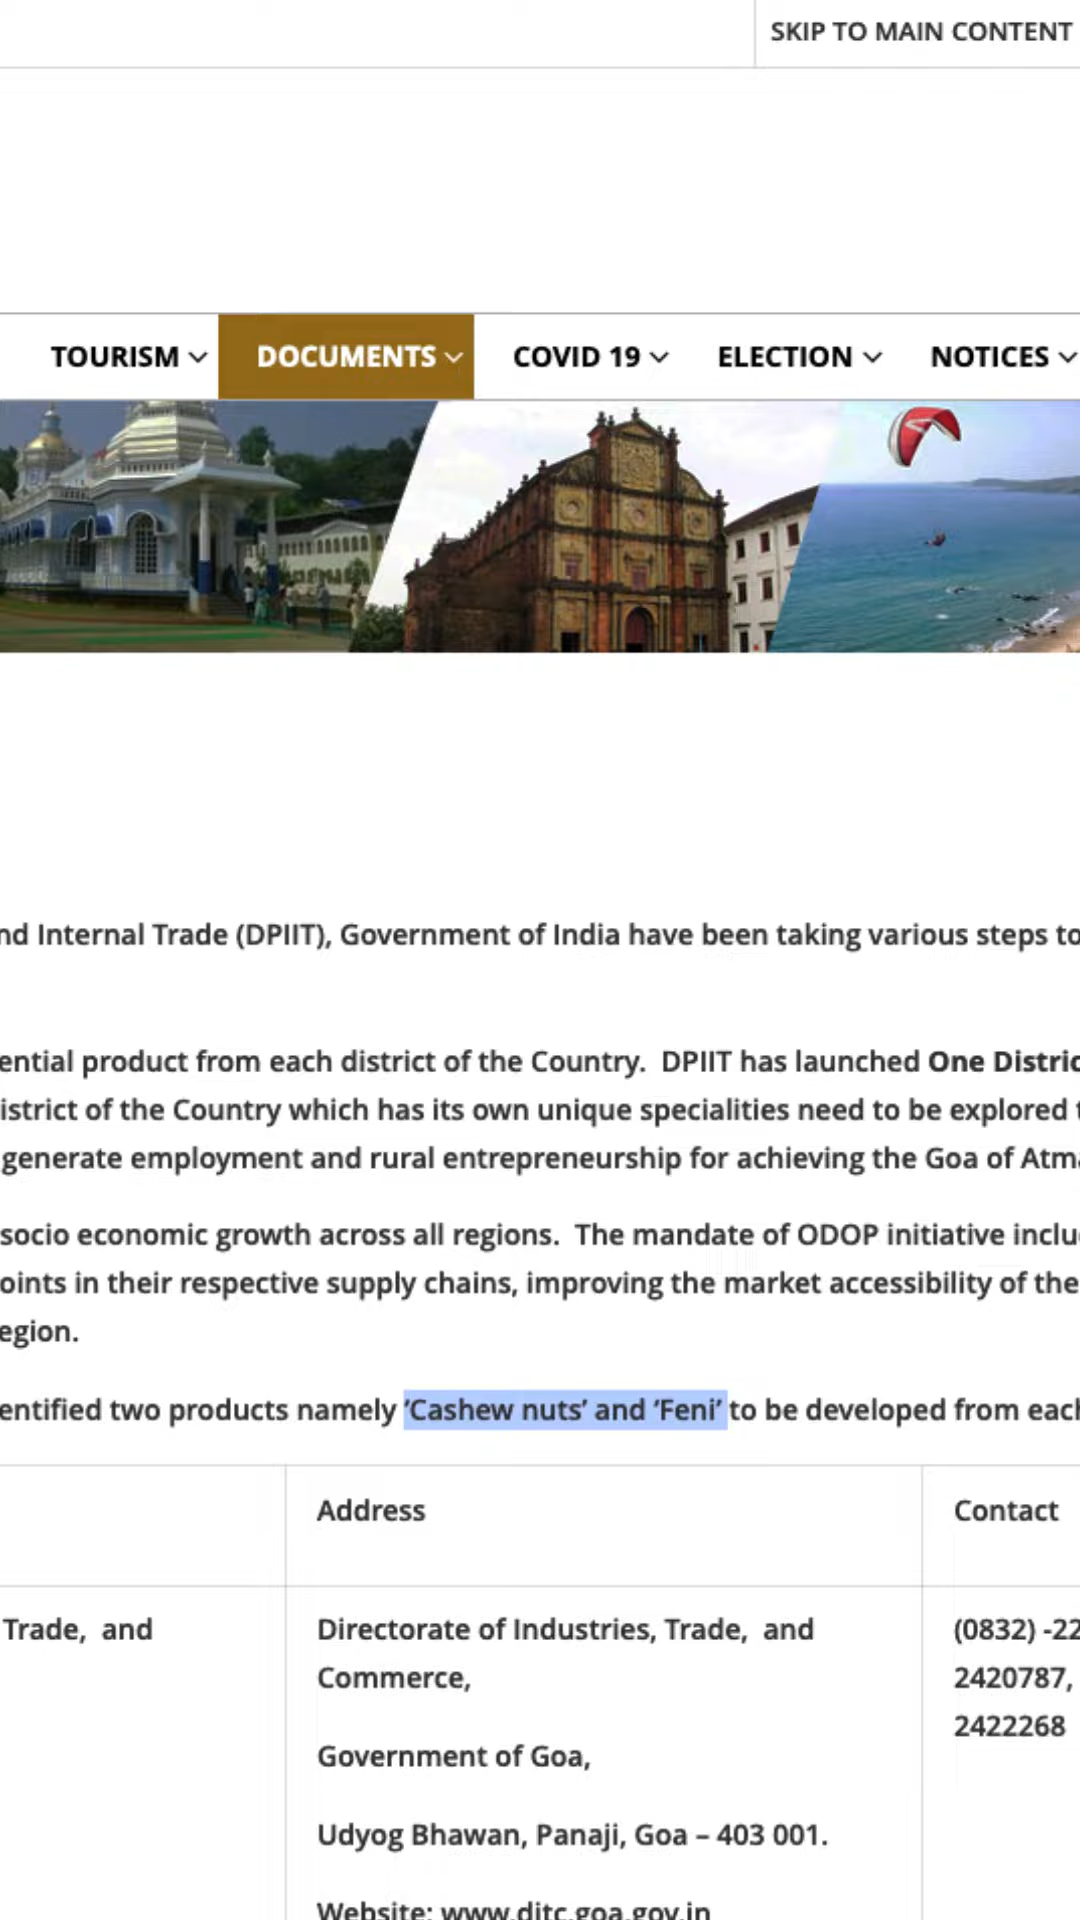 SKIP TO MAIN CONTENT
TOURISM DOCUMENTS COVID 19 ELECTION NOTICES
nd Internal Trade (DPIIT), Government of India have been taking various steps to
ential product from each district of the Country. DPIIT has launched One Distric
istrict of the Country which has its own unique specialities need to be explored t
generate employment and rural entrepreneurship for achieving the Goa of Atma
socio economic growth across all regions. The mandate of ODOP initiative inclu
oints in their respective supply chains, improving the market accessibility of the
egion.
entified two products namely ‘Cashew nuts’ and ‘Feni’ to be developed from each
Address Contact
Trade, and Directorate of Industries, Trade, and (0832) -22
Commerce, 2420787,
2422268
Government of Goa,
Udyog Bhawan, Panaji, Goa – 403 001.
Website: www.ditc.goa.gov.in